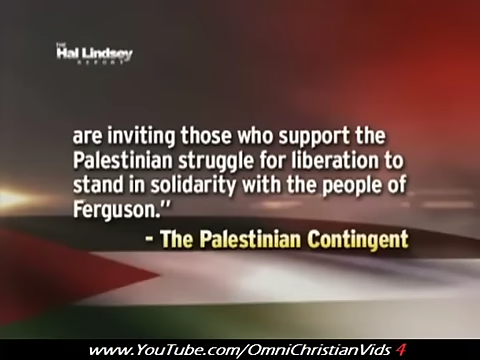 THE
Hal Lindsey
REPORT
are inviting those who support the
Palestinian struggle for liberation to
stand in solidarity with the people of
Ferguson.”
- The Palestinian Contingent
www.YouTube.com/OmniChristianVids 4